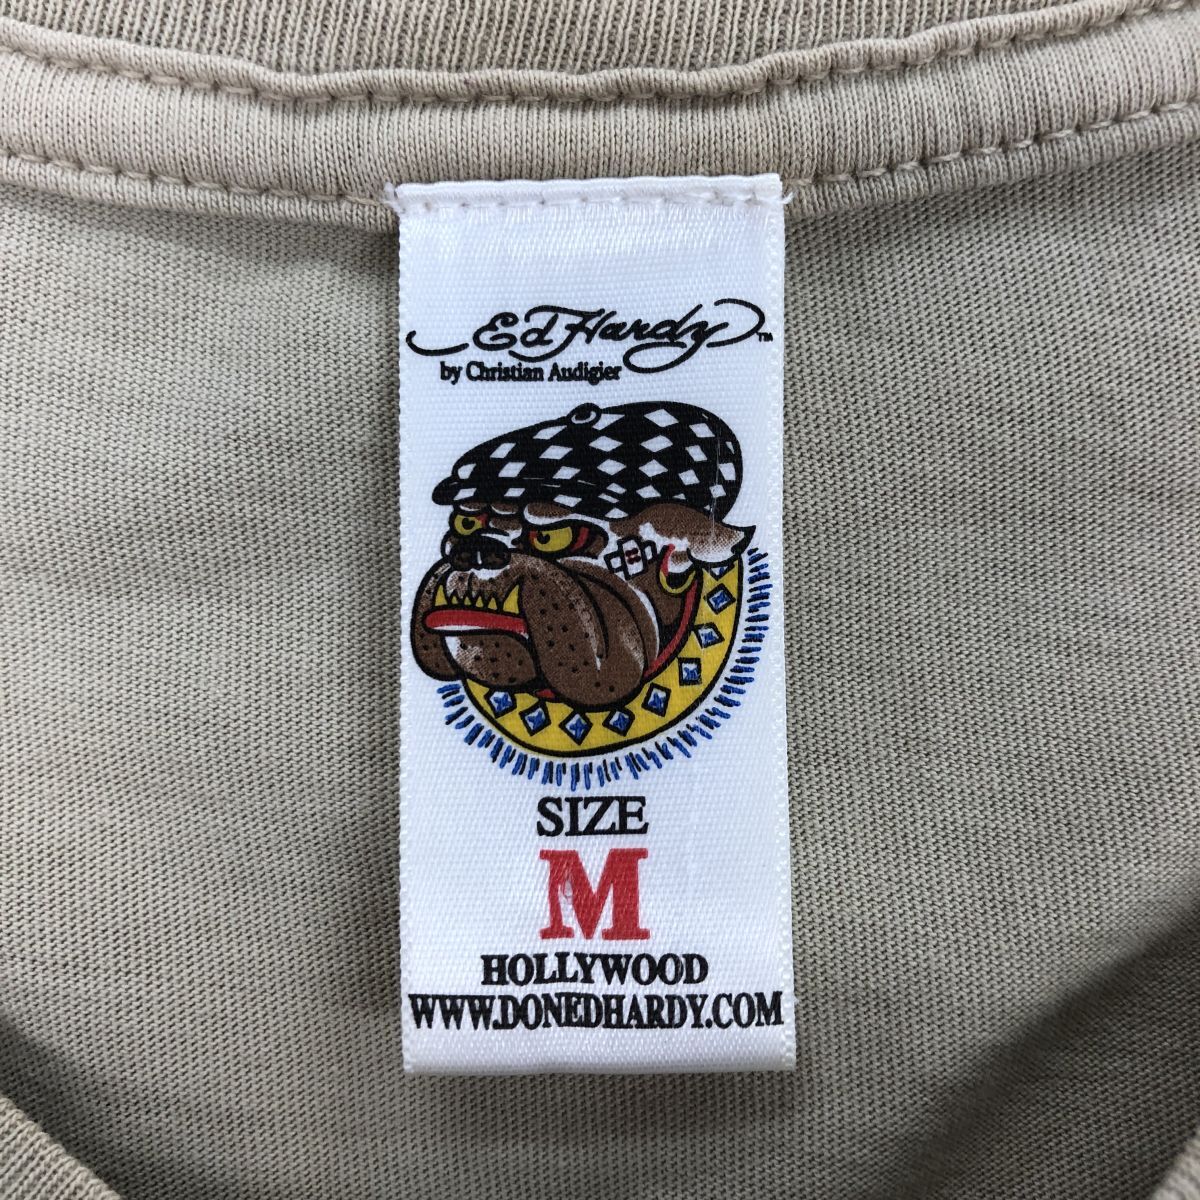 Ed Hardy™
by Christian Audigier
SIZE
M
HOLLYWOOD
WWW.DONEDHARDY.COM